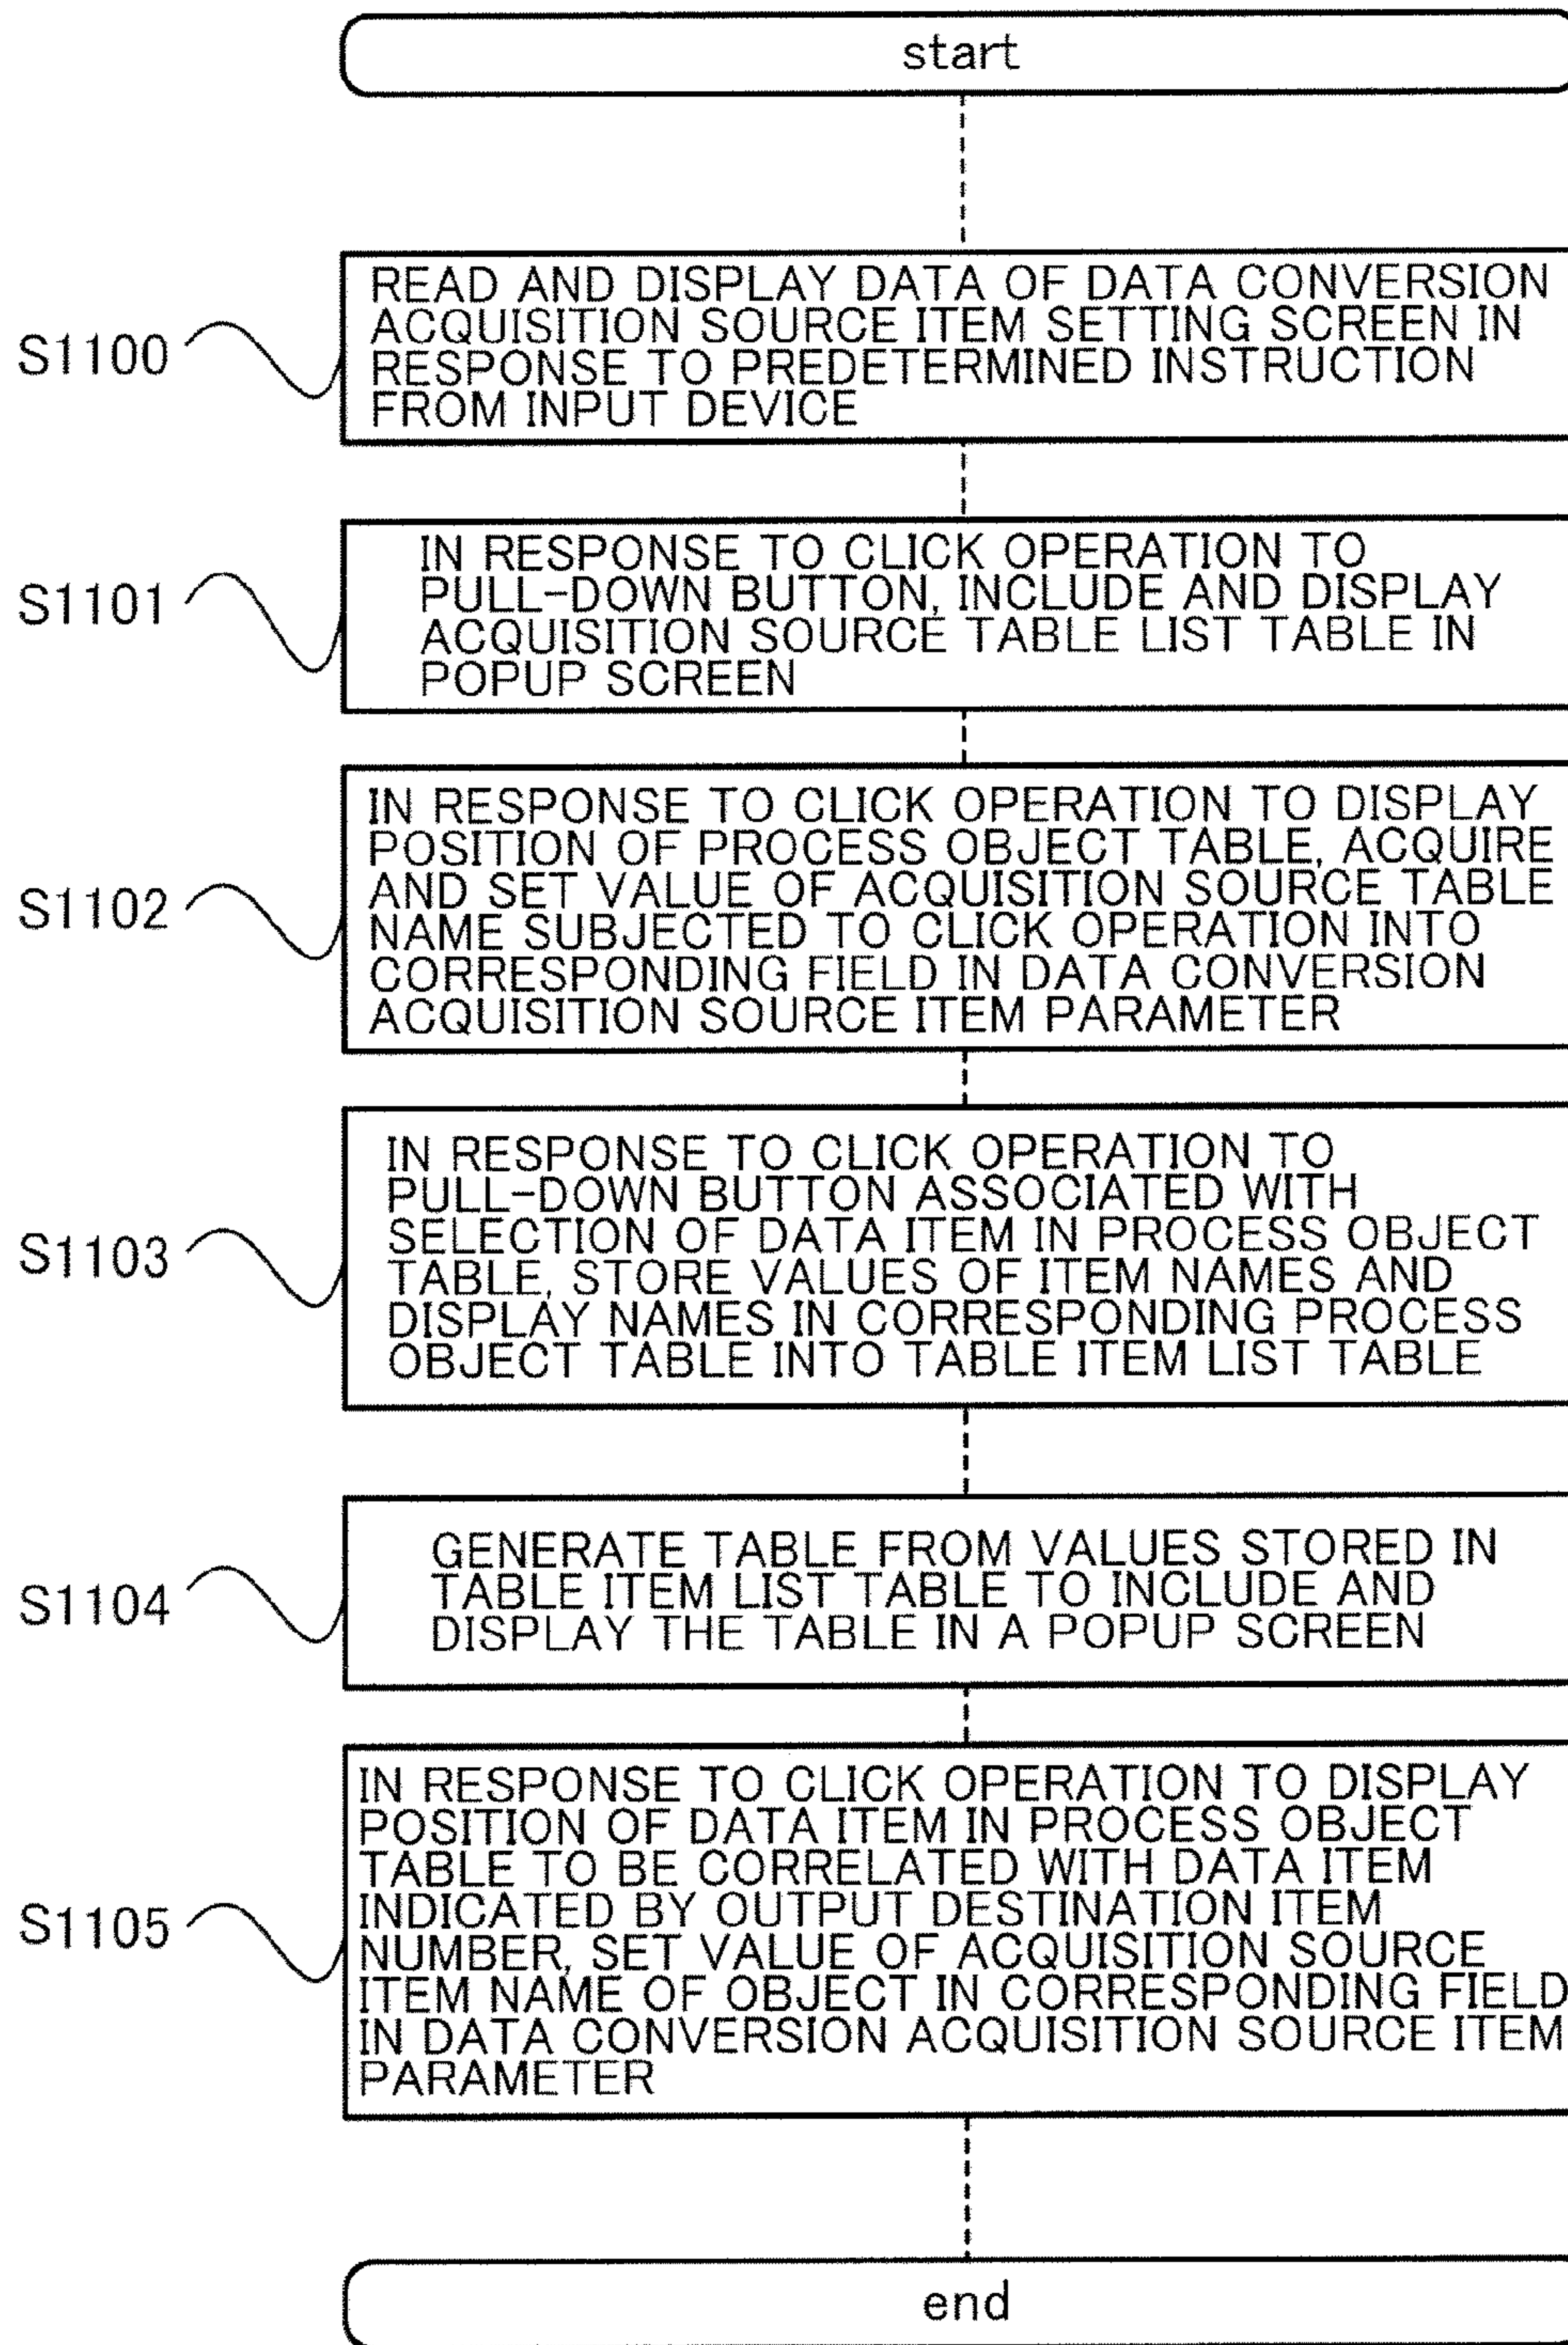 start
S1100
READ AND DISPLAY DATA OF DATA CONVERSION
ACQUISITION SOURCE ITEM SETTING SCREEN IN
RESPONSE TO PREDETERMINED INSTRUCTION
FROM INPUT DEVICE
S1101
IN RESPONSE TO CLICK OPERATION TO
PULL-DOWN BUTTON, INCLUDE AND DISPLAY
ACQUISITION SOURCE TABLE LIST TABLE IN
POPUP SCREEN
S1102
IN RESPONSE TO CLICK OPERATION TO DISPLAY
POSITION OF PROCESS OBJECT TABLE, ACQUIRE
AND SET VALUE OF ACQUISITION SOURCE TABLE
NAME SUBJECTED TO CLICK OPERATION INTO
CORRESPONDING FIELD IN DATA CONVERSION
ACQUISITION SOURCE ITEM PARAMETER
S1103
IN RESPONSE TO CLICK OPERATION TO
PULL-DOWN BUTTON ASSOCIATED WITH
SELECTION OF DATA ITEM IN PROCESS OBJECT
TABLE, STORE VALUES OF ITEM NAMES AND
DISPLAY NAMES IN CORRESPONDING PROCESS
OBJECT TABLE INTO TABLE ITEM LIST TABLE
S1104
GENERATE TABLE FROM VALUES STORED IN
TABLE ITEM LIST TABLE TO INCLUDE AND
DISPLAY THE TABLE IN A POPUP SCREEN
S1105
IN RESPONSE TO CLICK OPERATION TO DISPLAY
POSITION OF DATA ITEM IN PROCESS OBJECT
TABLE TO BE CORRELATED WITH DATA ITEM
INDICATED BY OUTPUT DESTINATION ITEM
NUMBER, SET VALUE OF ACQUISITION SOURCE
ITEM NAME OF OBJECT IN CORRESPONDING FIELD
IN DATA CONVERSION ACQUISITION SOURCE ITEM
PARAMETER
end